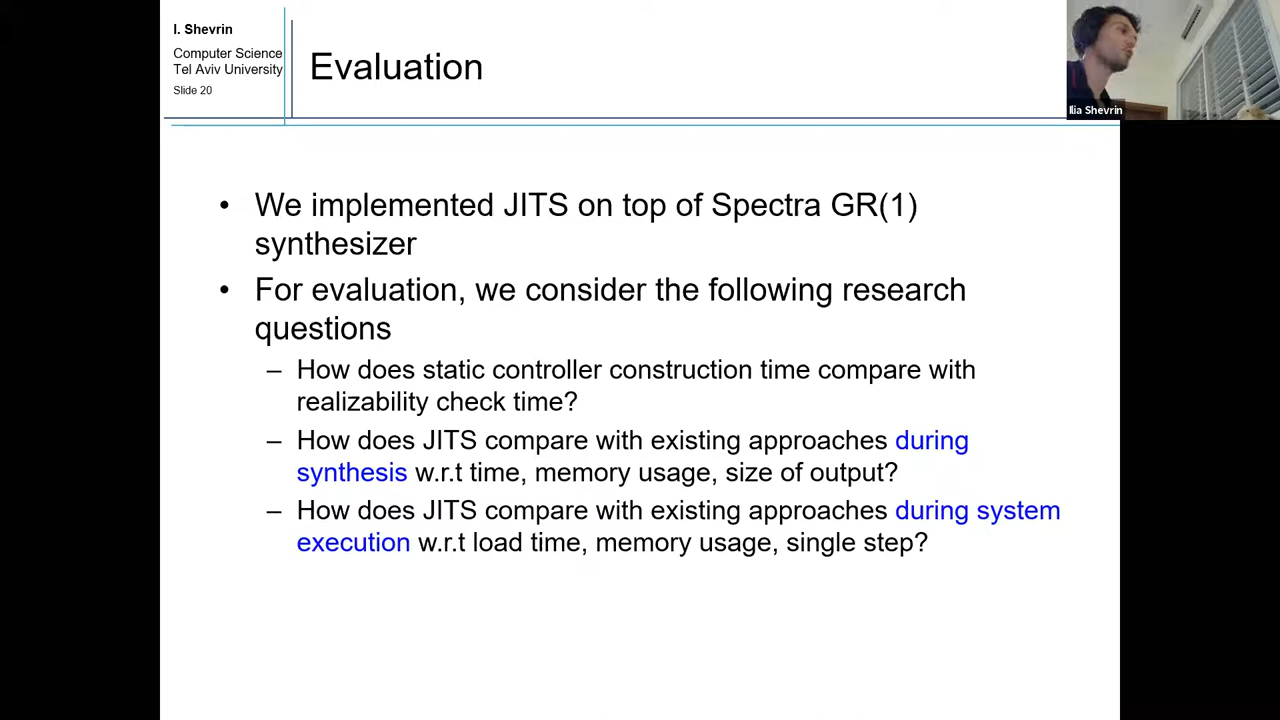 I. Shevrin
Computer Science
Tel Aviv University
Slide 20
Evaluation
Ilia Shevrin
• We implemented JITS on top of Spectra GR(1)
synthesizer
• For evaluation, we consider the following research
questions
– How does static controller construction time compare with
realizability check time?
– How does JITS compare with existing approaches during
synthesis w.r.t time, memory usage, size of output?
– How does JITS compare with existing approaches during system
execution w.r.t load time, memory usage, single step?